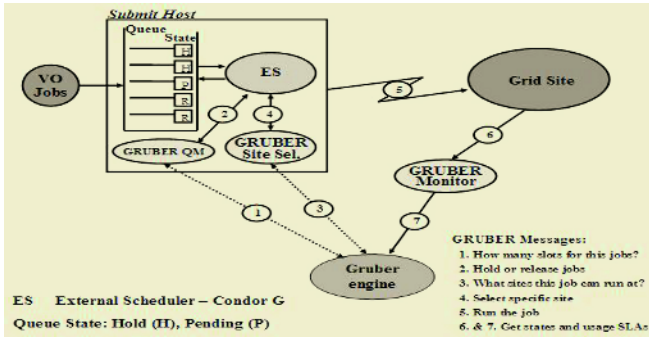 Submit Host
Queue
State
H
H
P
R
R
VO
Jobs
ES
GRUBER QM
GRUBER
Site Sel.
2
4
5
Grid Site
6
GRUBER
Monitor
7
1
3
Gruber
engine
GRUBER Messages:
1. How many slots for this jobs?
2. Hold or release jobs
3. What sites this job can run at?
4. Select specific site
5. Run the job
6. & 7. Get states and usage SLAs
ES External Scheduler – Condor G
Queue State: Hold (H), Pending (P)